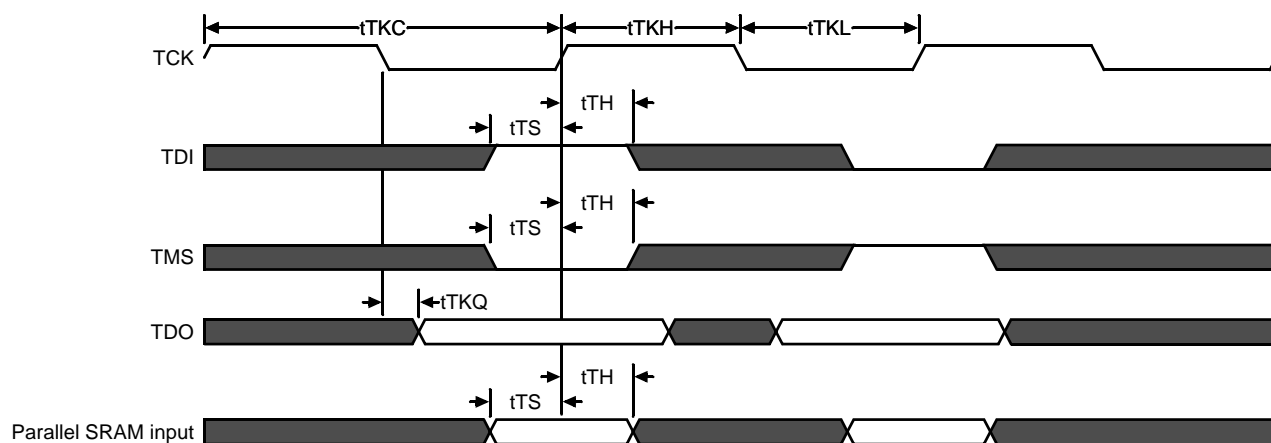 tTKC tTKH tTKL
TCK
tTH
tTS
TDI
tTH
tTS
TMS
tTKQ
TDO
tTH
tTS
Parallel SRAM input